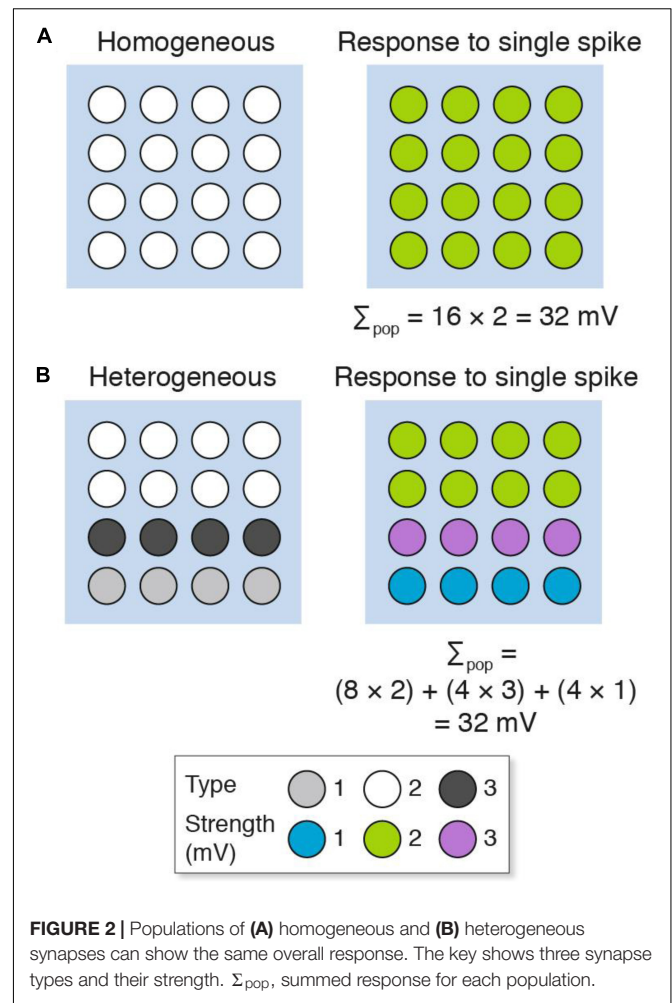 A
Homogeneous
Response to single spike
∑pop = 16 × 2 = 32 mV
B
Heterogeneous
Response to single spike
∑pop =
(8 × 2) + (4 × 3) + (4 × 1)
= 32 mV
Type 1 2 3
Strength
(mV) 1 2 3
FIGURE 2 | Populations of (A) homogeneous and (B) heterogeneous
synapses can show the same overall response. The key shows three synapse
types and their strength. Σpop, summed response for each population.